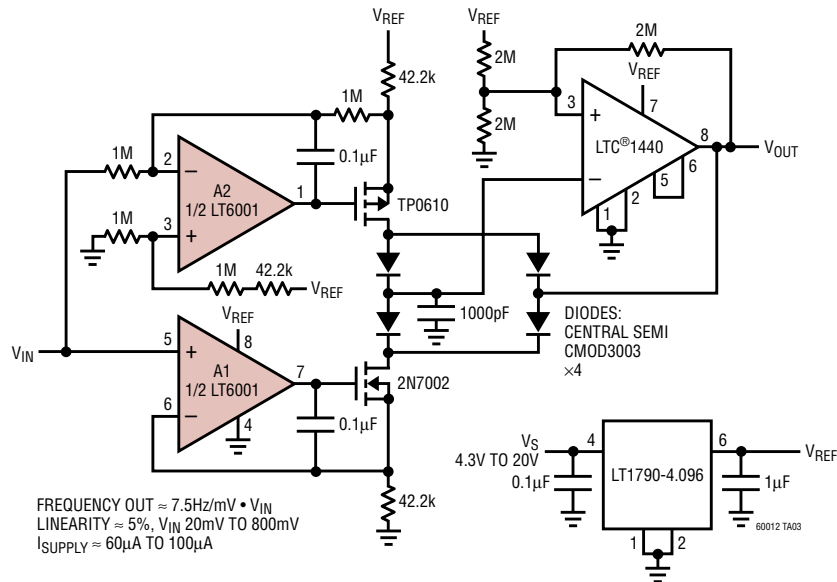 VREF
42.2k
1M
1M
2
−
0.1µF
A2
1/2 LT6001
1
TP0610
1M
3
+
1M
42.2k
VREF
VREF
2M
2M
2M
VREF
3
+
7
LTC®1440
8
VOUT
−
1
2
5
6
1000pF
DIODES:
CENTRAL SEMI
CMOD3003
×4
VIN
VREF
5
+
8
A1
1/2 LT6001
7
6
−
4
0.1µF
2N7002
42.2k
VS
4.3V TO 20V
0.1µF
4
LT1790-4.096
6
VREF
1µF
1
2
60012 TA03
FREQUENCY OUT ≈ 7.5Hz/mV • VIN
LINEARITY ≈ 5%, VIN 20mV TO 800mV
ISUPPLY ≈ 60µA TO 100µA